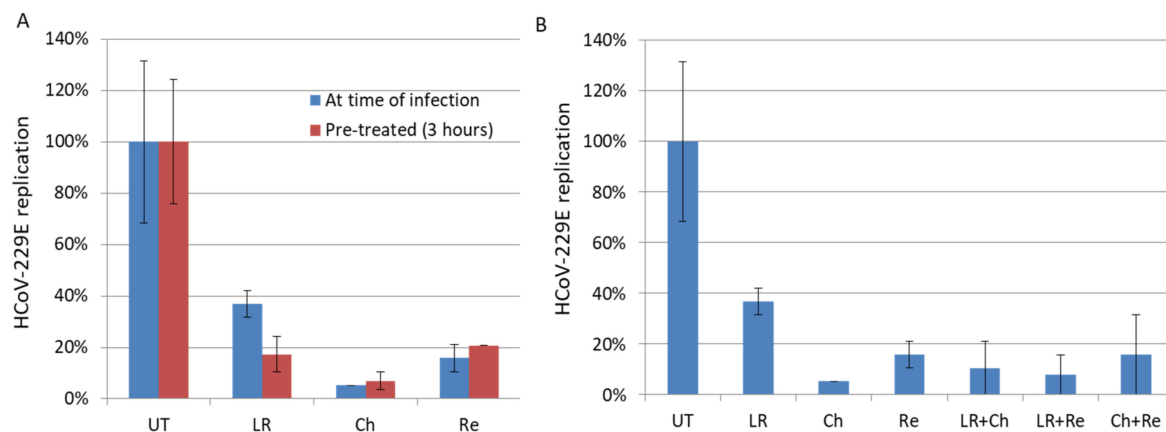 A
HCoV-229E replication
140%
120%
100%
80%
60%
40%
20%
0%
At time of infection
Pre-treated (3 hours)
UT LR Ch Re
B
HCoV-229E replication
140%
120%
100%
80%
60%
40%
20%
0%
UT LR Ch Re LR+Ch LR+Re Ch+Re